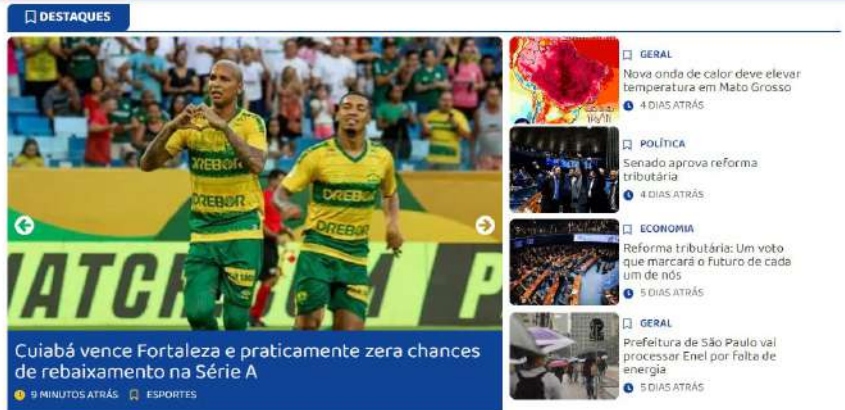 DESTAQUES
DREBOR
DREBOR
DREBOR
DREBOR
Cuiabá vence Fortaleza e praticamente zera chances
de rebaixamento na Série A
9 MINUTOS ATRÁS ESPORTES
GERAL
Nova onda de calor deve elevar
temperatura em Mato Grosso
4 DIAS ATRÁS
POLÍTICA
Senado aprova reforma
tributária
4 DIAS ATRÁS
ECONOMIA
Reforma tributária: Um voto
que marcará o futuro de cada
um de nós
5 DIAS ATRÁS
GERAL
Prefeitura de São Paulo vai
processar Enel por falta de
energia
5 DIAS ATRÁS